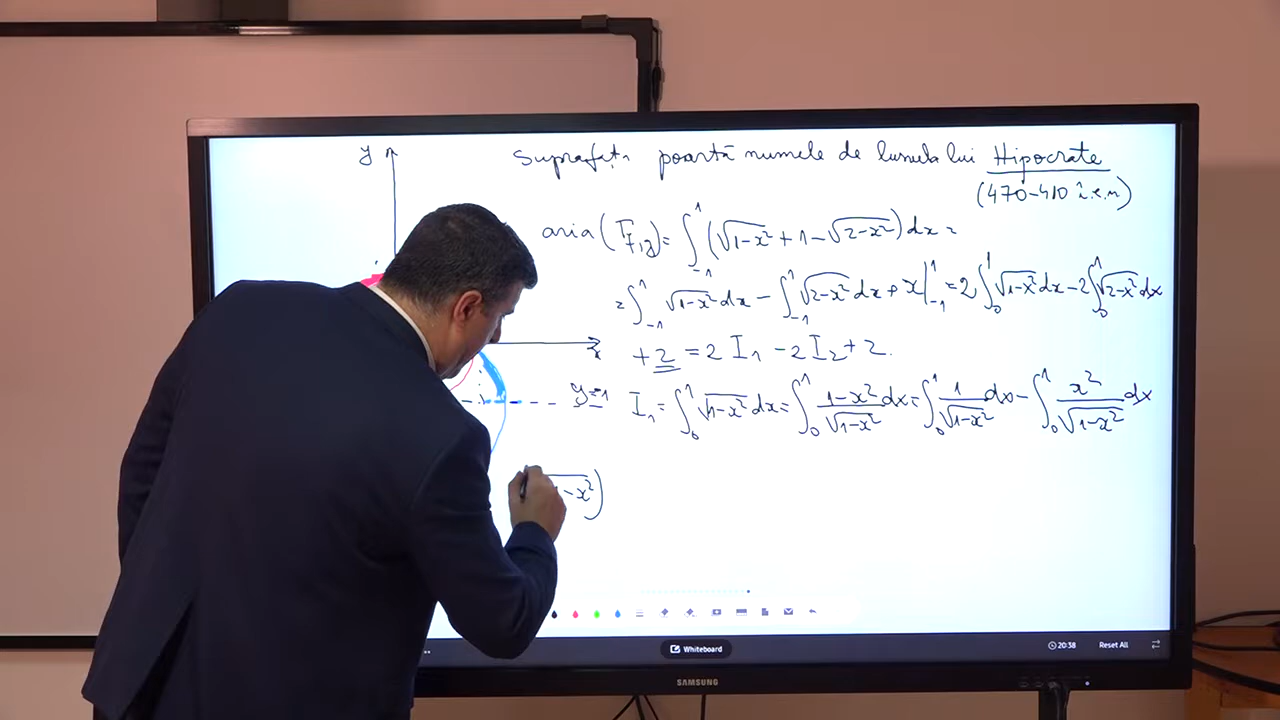 y
Suprafața poartă numele de lunula lui Hipocrate
(470-410 î.e.n)
aria(Γf,g) = ∫₋₁¹ (√(1-x²) + 1 - √(2-x²)) dx =
= ∫₋₁¹ √(1-x²) dx - ∫₋₁¹ √(2-x²) dx + x|₋₁¹ = 2∫₀¹ √(1-x²) dx - 2∫₀¹ √(2-x²) dx
+ 2 = 2 I₁ - 2 I₂ + 2.
x
y=-1
I₁ = ∫₀¹ √(1-x²) dx = ∫₀¹ (1-x²)/√(1-x²) dx = ∫₀¹ 1/√(1-x²) dx - ∫₀¹ x²/√(1-x²) dx
-x²)
Whiteboard
20:38
Reset All
SAMSUNG